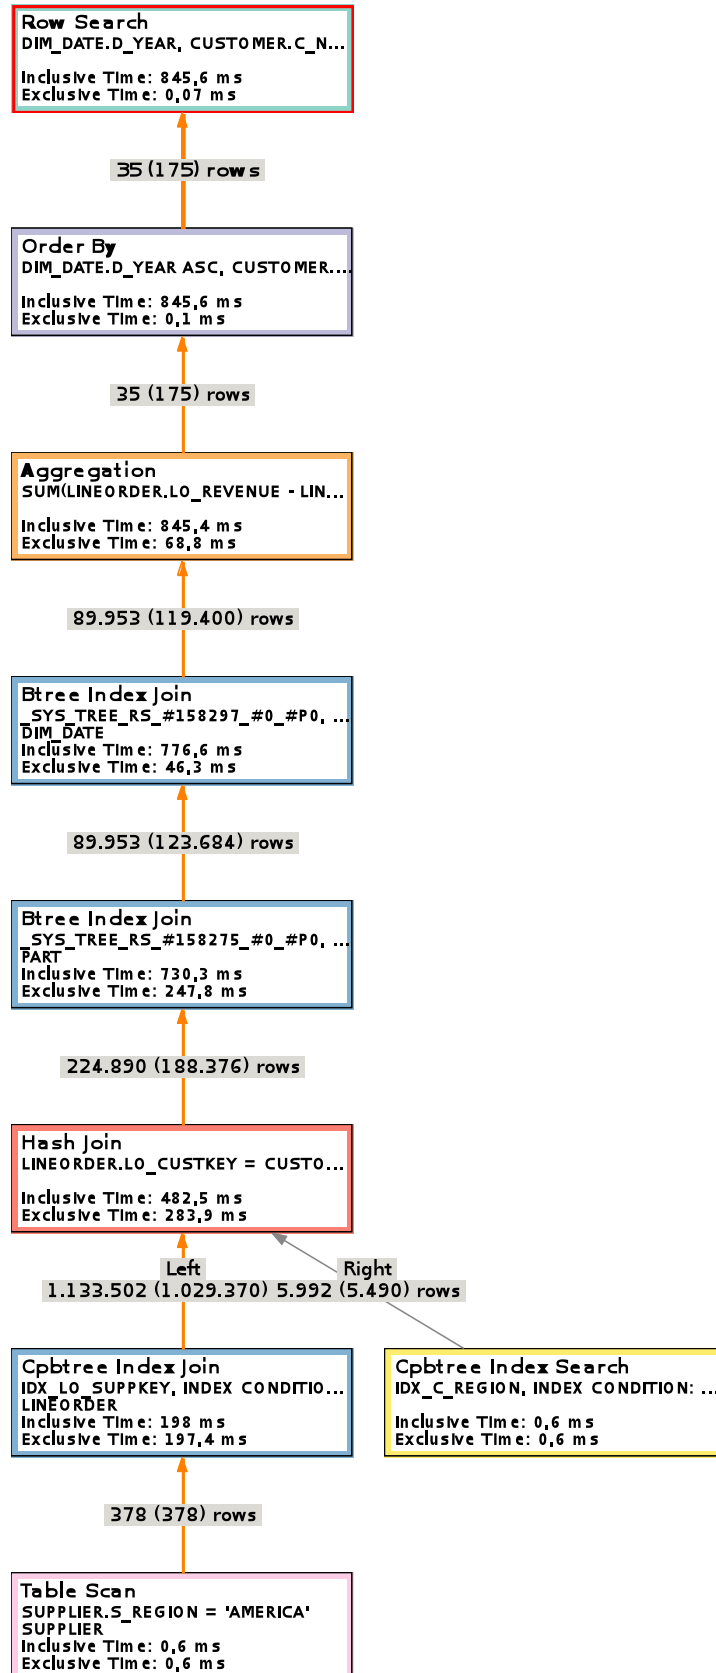 Row Search
DIM_DATE.D_YEAR, CUSTOMER.C_N...
Inclusive Time: 845,6 ms
Exclusive Time: 0,07 ms
35 (175) rows
Order By
DIM_DATE.D_YEAR ASC, CUSTOMER....
Inclusive Time: 845,6 ms
Exclusive Time: 0,1 ms
35 (175) rows
Aggregation
SUM(LINEORDER.LO_REVENUE - LIN...
Inclusive Time: 845,4 ms
Exclusive Time: 68,8 ms
89.953 (119.400) rows
Btree Index Join
_SYS_TREE_RS_#158297_#0_#P0, ...
DIM_DATE
Inclusive Time: 776,6 ms
Exclusive Time: 46,3 ms
89.953 (123.684) rows
Btree Index Join
_SYS_TREE_RS_#158275_#0_#P0, ...
PART
Inclusive Time: 730,3 ms
Exclusive Time: 247,8 ms
224.890 (188.376) rows
Hash Join
LINEORDER.LO_CUSTKEY = CUSTO...
Inclusive Time: 482,5 ms
Exclusive Time: 283,9 ms
Left Right
1.133.502 (1.029.370) 5.992 (5.490) rows
Cpbtree Index Join
IDX_LO_SUPPKEY, INDEX CONDITIO...
LINEORDER
Inclusive Time: 198 ms
Exclusive Time: 197,4 ms
Cpbtree Index Search
IDX_C_REGION, INDEX CONDITION: ...
Inclusive Time: 0,6 ms
Exclusive Time: 0,6 ms
378 (378) rows
Table Scan
SUPPLIER.S_REGION = 'AMERICA'
SUPPLIER
Inclusive Time: 0,6 ms
Exclusive Time: 0,6 ms